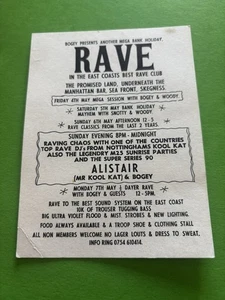 BOGEY PRESENTS ANOTHER MEGA BANK HOLIDAY.
RAVE
IN THE EAST COASTS BEST RAVE CLUB
THE PROMISED LAND, UNDERNEATH THE
MANHATTAN BAR, SEA FRONT, SKEGNESS.
FRIDAY 4TH MAY MEGA SESSION WITH BOGEY & WOODY.
SATURDAY 5TH MAY BANK HOLIDAY
MAYHEM WITH SNOTTY & WOODY.
SUNDAY 6TH MAY AFTERNOON 12-3
RAVE CLASSICS FROM THE LAST 2 YEARS.
SUNDAY EVENING 8PM - MIDNIGHT
RAVING CHAOS WITH ONE OF THE COUNTRIES
TOP RAVE DJs FROM NOTTINGHAMS KOOL KAT
ALSO THE LEGENDARY M25 SUNRISE PARTIES
AND THE SUPER SERIES 90
ALISTAIR
[MR KOOL KAT] & BOGEY
MONDAY 7TH MAY ½ DAYER RAVE
WITH BOGEY & GUESTS 12-5PM.
RAVE TO THE BEST SOUND SYSTEM ON THE EAST COAST
10K OF TROUSER TUGGING BASS
BIG ULTRA VIOLET FLOOD & MIST. STROBES & NEW LIGHTING.
FOOD ALWAYS AVAILABLE & A TROOP SHOE & CLOTHING STALL
ALL NON MEMBERS WELCOME NO LAGER LOUTS & DRESS TO SWEAT.
INFO RING 0754 610414.